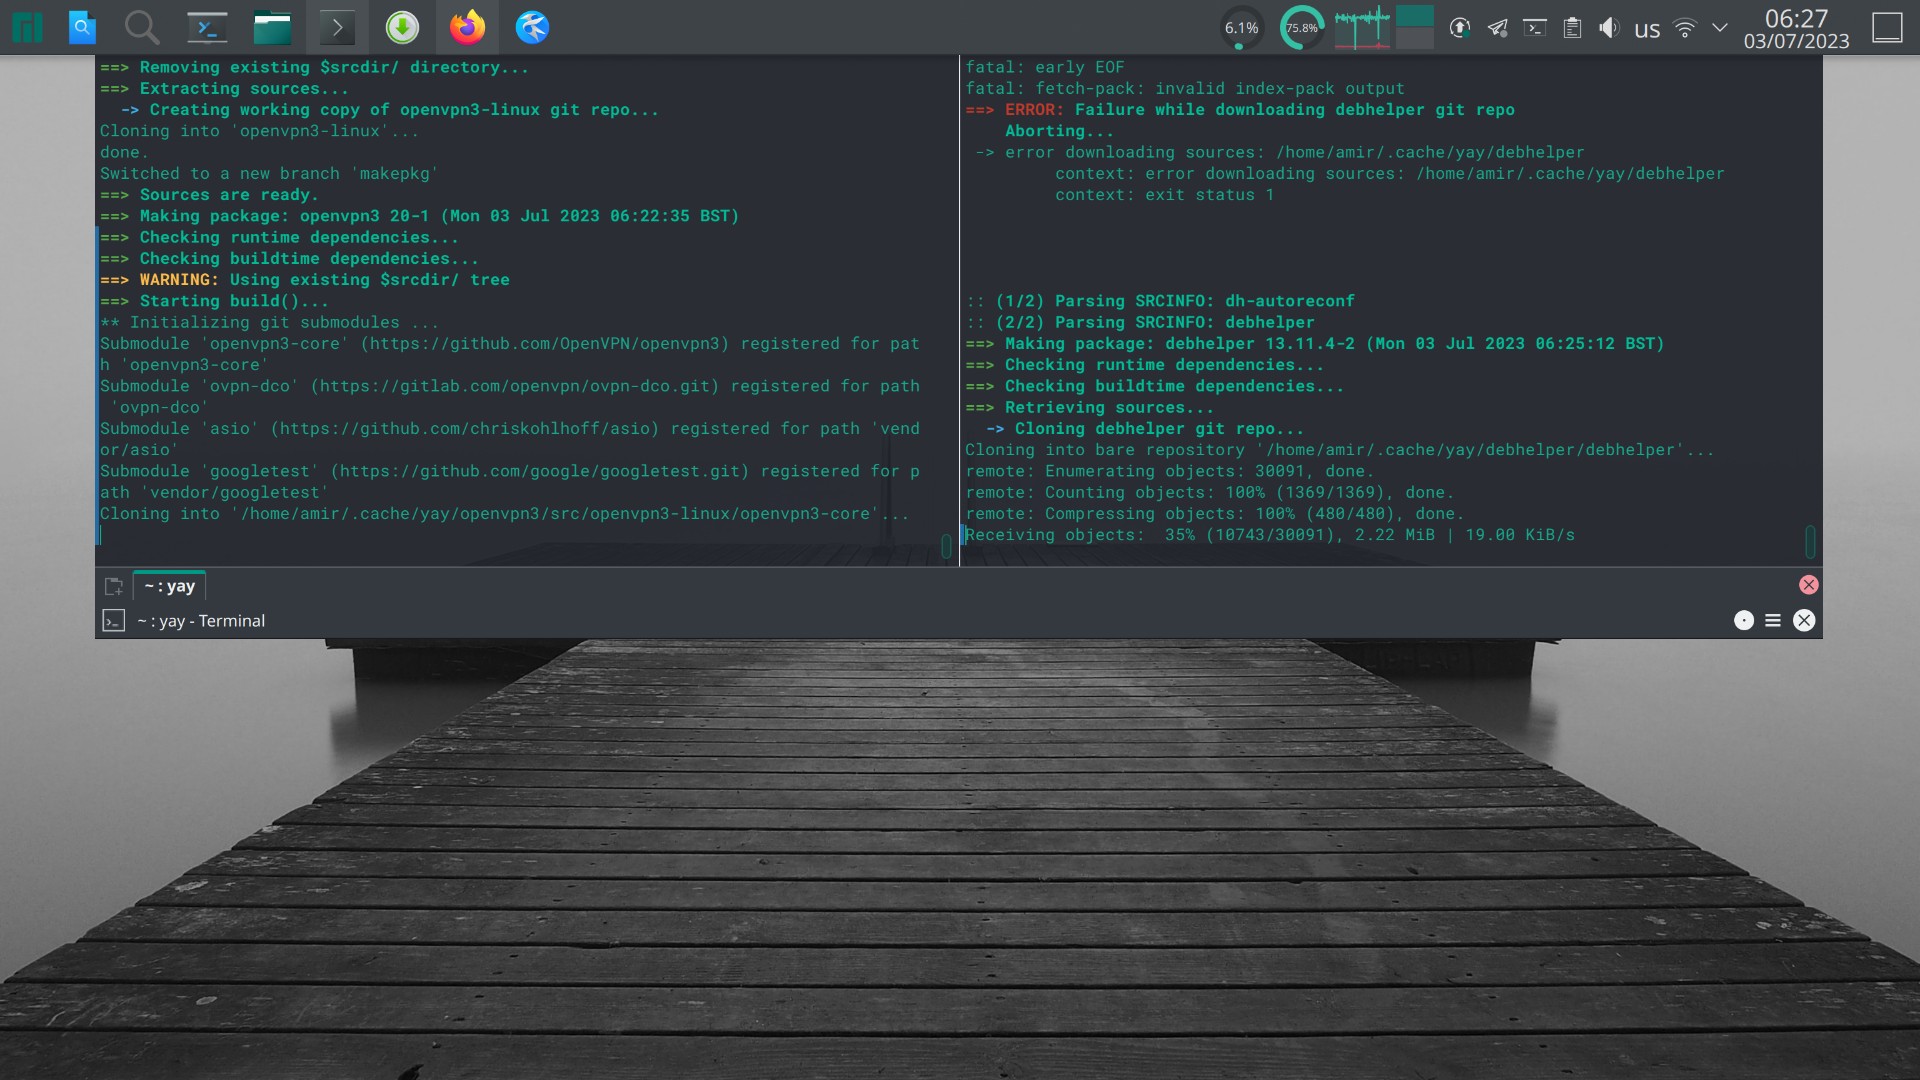 6.1%
75.8%
us
06:27
03/07/2023
==> Removing existing $srcdir/ directory...
==> Extracting sources...
-> Creating working copy of openvpn3-linux git repo...
Cloning into 'openvpn3-linux'...
done.
Switched to a new branch 'makepkg'
==> Sources are ready.
==> Making package: openvpn3 20-1 (Mon 03 Jul 2023 06:22:35 BST)
==> Checking runtime dependencies...
==> Checking buildtime dependencies...
==> WARNING: Using existing $srcdir/ tree
==> Starting build()...
** Initializing git submodules ...
Submodule 'openvpn3-core' (https://github.com/OpenVPN/openvpn3) registered for pat
h 'openvpn3-core'
Submodule 'ovpn-dco' (https://gitlab.com/openvpn/ovpn-dco.git) registered for path
'ovpn-dco'
Submodule 'asio' (https://github.com/chriskohlhoff/asio) registered for path 'vend
or/asio'
Submodule 'googletest' (https://github.com/google/googletest.git) registered for p
ath 'vendor/googletest'
Cloning into '/home/amir/.cache/yay/openvpn3/src/openvpn3-linux/openvpn3-core'...
fatal: early EOF
fatal: fetch-pack: invalid index-pack output
==> ERROR: Failure while downloading debhelper git repo
Aborting...
-> error downloading sources: /home/amir/.cache/yay/debhelper
context: error downloading sources: /home/amir/.cache/yay/debhelper
context: exit status 1
:: (1/2) Parsing SRCINFO: dh-autoreconf
:: (2/2) Parsing SRCINFO: debhelper
==> Making package: debhelper 13.11.4-2 (Mon 03 Jul 2023 06:25:12 BST)
==> Checking runtime dependencies...
==> Checking buildtime dependencies...
==> Retrieving sources...
-> Cloning debhelper git repo...
Cloning into bare repository '/home/amir/.cache/yay/debhelper/debhelper'...
remote: Enumerating objects: 30091, done.
remote: Counting objects: 100% (1369/1369), done.
remote: Compressing objects: 100% (480/480), done.
Receiving objects:  35% (10743/30091), 2.22 MiB | 19.00 KiB/s
~ : yay
~ : yay - Terminal